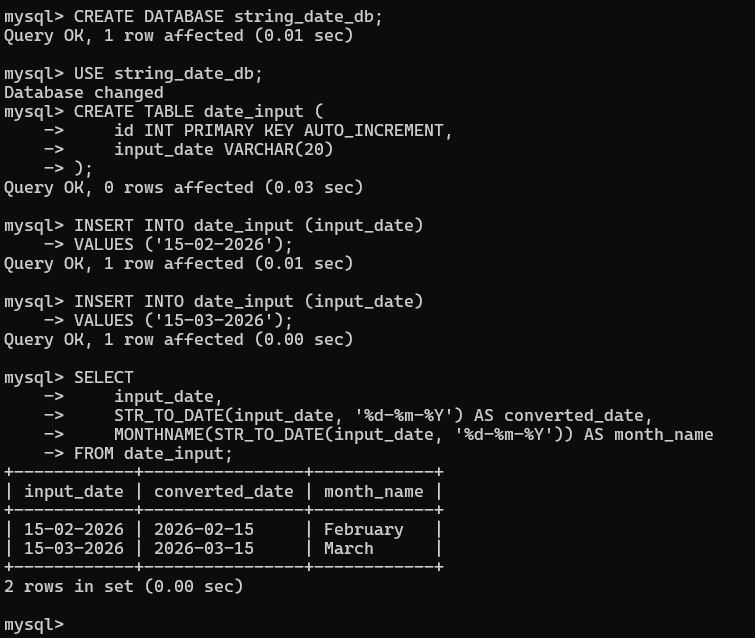 mysql> CREATE DATABASE string_date_db;
Query OK, 1 row affected (0.01 sec)
mysql> USE string_date_db;
Database changed
mysql> CREATE TABLE date_input (
    ->     id INT PRIMARY KEY AUTO_INCREMENT,
    ->     input_date VARCHAR(20)
    -> );
Query OK, 0 rows affected (0.03 sec)
mysql> INSERT INTO date_input (input_date)
    -> VALUES ('15-02-2026');
Query OK, 1 row affected (0.01 sec)
mysql> INSERT INTO date_input (input_date)
    -> VALUES ('15-03-2026');
Query OK, 1 row affected (0.00 sec)
mysql> SELECT
    ->     input_date,
    ->     STR_TO_DATE(input_date, '%d-%m-%Y') AS converted_date,
    ->     MONTHNAME(STR_TO_DATE(input_date, '%d-%m-%Y')) AS month_name
    -> FROM date_input;
+------------+----------------+------------+
| input_date | converted_date | month_name |
+------------+----------------+------------+
| 15-02-2026 | 2026-02-15     | February   |
| 15-03-2026 | 2026-03-15     | March      |
+------------+----------------+------------+
2 rows in set (0.00 sec)
mysql>